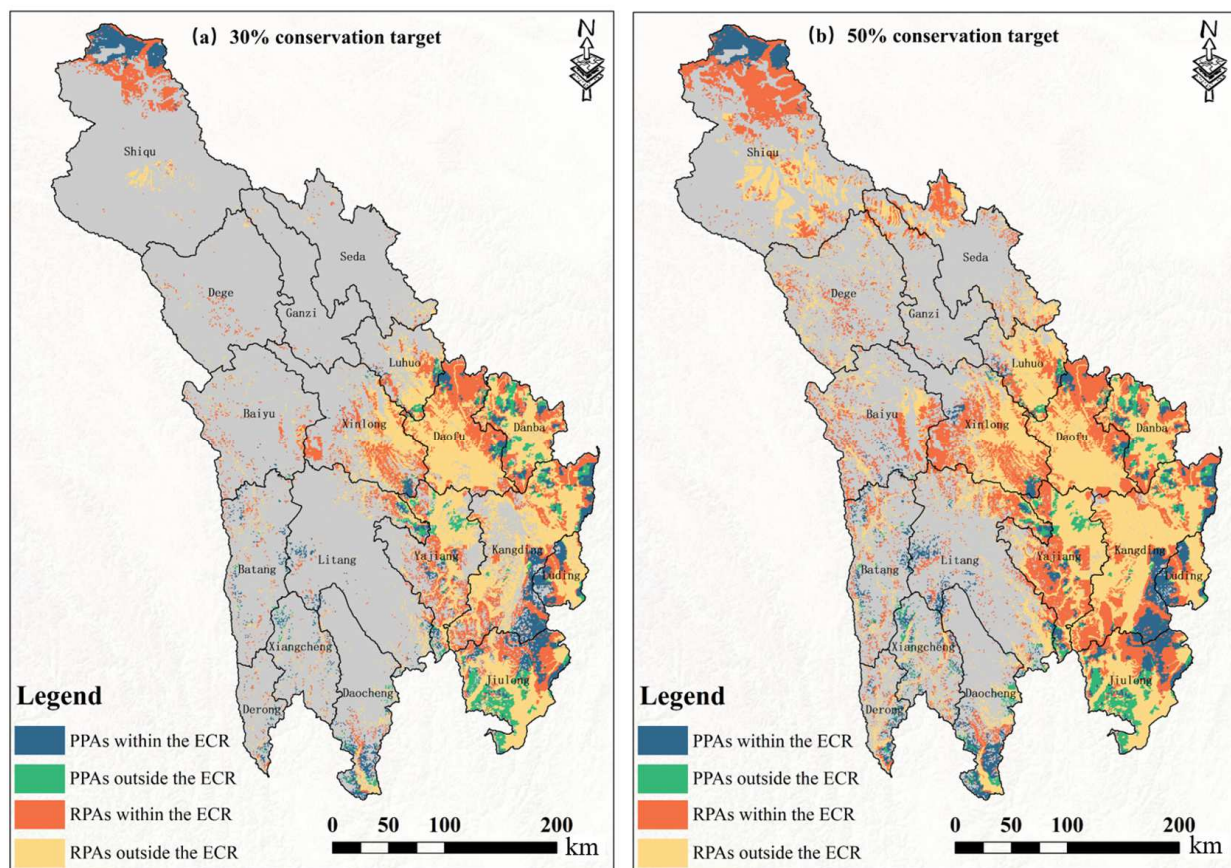 (a) 30% conservation target
N
Shiqu
Seda
Dege
Ganzi
Luhuo
Baiyu
Xinlong
Danba
Daofu
Kangding
Yajiang
Litang
Batang
Luding
Xiangcheng
Jiulong
Daocheng
Derong
Legend
PPAs within the ECR
PPAs outside the ECR
RPAs within the ECR
RPAs outside the ECR
0 50 100 200
km
(b) 50% conservation target
N
Shiqu
Seda
Dege
Ganzi
Luhuo
Baiyu
Xinlong
Danba
Daofu
Kangding
Yajiang
Litang
Batang
Luding
Xiangcheng
Jiulong
Daocheng
Derong
Legend
PPAs within the ECR
PPAs outside the ECR
RPAs within the ECR
RPAs outside the ECR
0 50 100 200
km